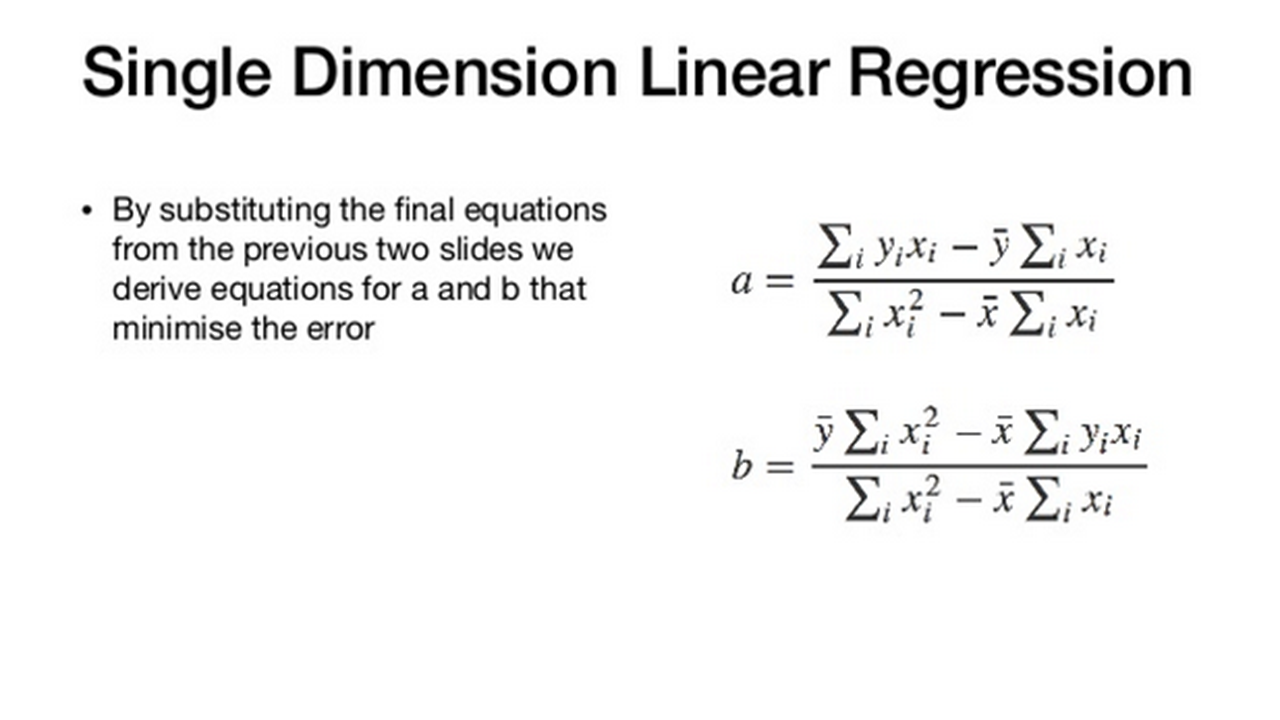 Single Dimension Linear Regression
• By substituting the final equations
from the previous two slides we
derive equations for a and b that
minimise the error
a = \frac{\sum_i y_i x_i - \bar{y} \sum_i x_i}{\sum_i x_i^2 - \bar{x} \sum_i x_i}
b = \frac{\bar{y} \sum_i x_i^2 - \bar{x} \sum_i y_i x_i}{\sum_i x_i^2 - \bar{x} \sum_i x_i}